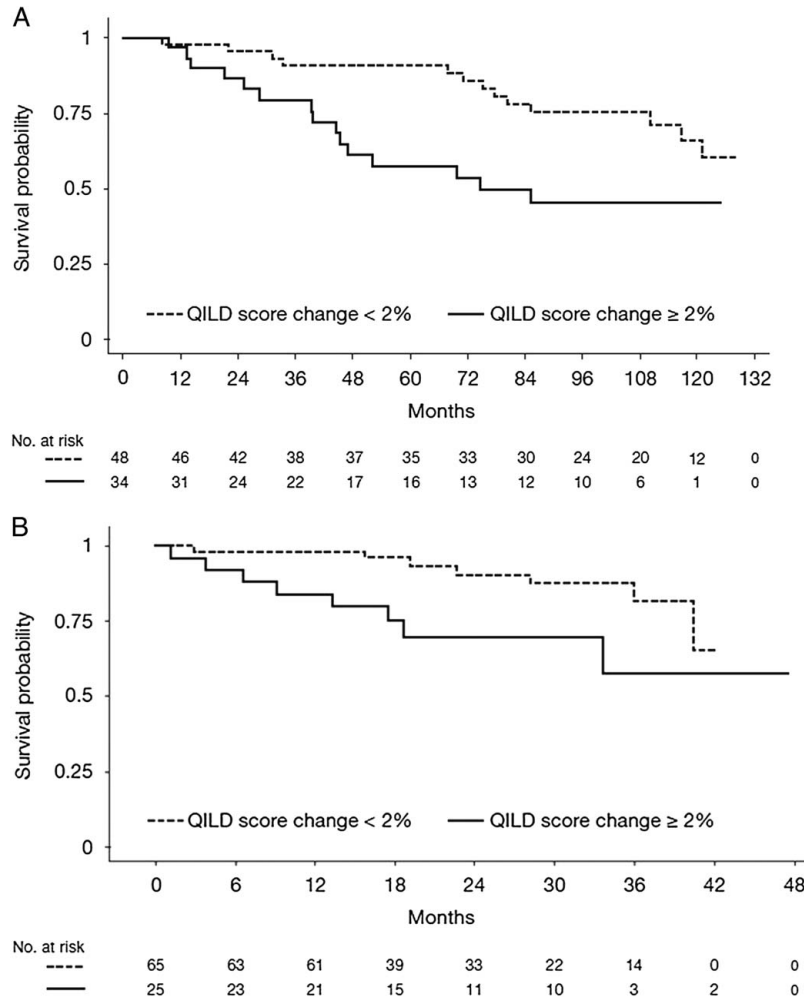 A
1
0.75
0.5
0.25
0
Survival probability
QILD score change < 2% QILD score change ≥ 2%
0 12 24 36 48 60 72 84 96 108 120 132
Months
No. at risk
48 46 42 38 37 35 33 30 24 20 12 0
34 31 24 22 17 16 13 12 10 6 1 0
B
1
0.75
0.5
0.25
0
Survival probability
QILD score change < 2% QILD score change ≥ 2%
0 6 12 18 24 30 36 42 48
Months
No. at risk
65 63 61 39 33 22 14 0 0
25 23 21 15 11 10 3 2 0